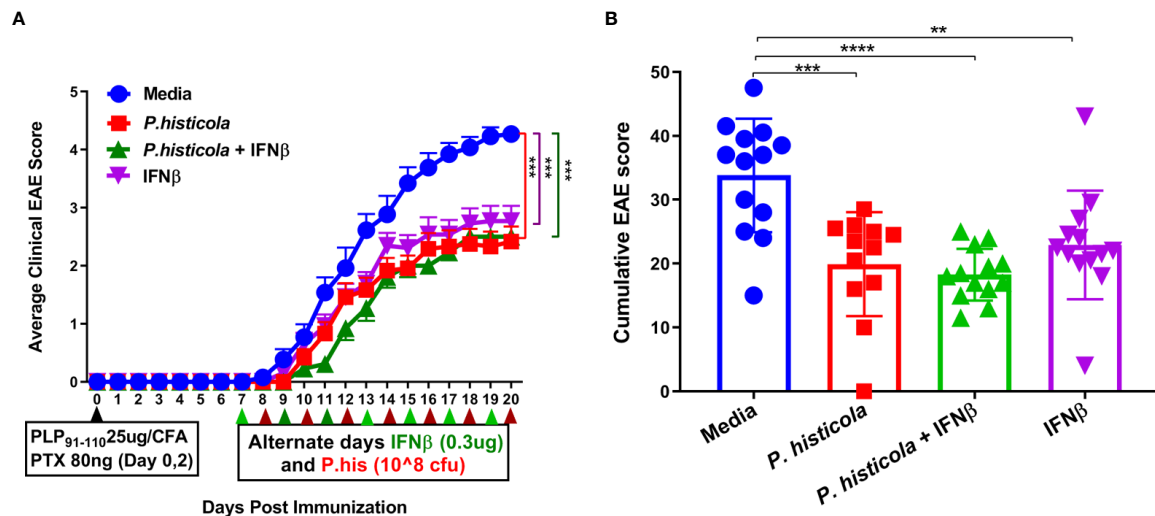 A
Media
P.histicola
P.histicola + IFNβ
IFNβ
Average Clinical EAE Score
5
4
3
2
1
0
***
***
***
0 1 2 3 4 5 6 7 8 9 10 11 12 13 14 15 16 17 18 19 20
PLP91-11025ug/CFA
PTX 80ng (Day 0,2)
Alternate days IFNβ (0.3ug)
and P.his (10^8 cfu)
Days Post Immunization
B
**
****
***
Cumulative EAE score
50
40
30
20
10
0
Media
P. histicola
P. histicola + IFNβ
IFNβ